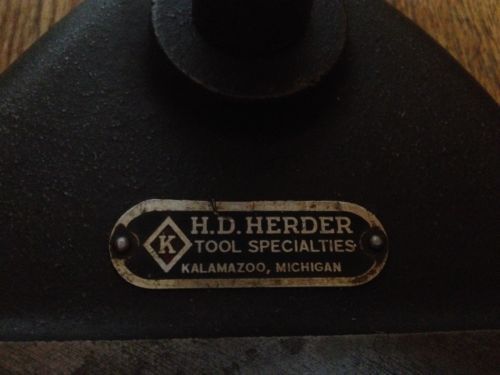 K
H.D. HERDER
TOOL SPECIALTIES
KALAMAZOO, MICHIGAN